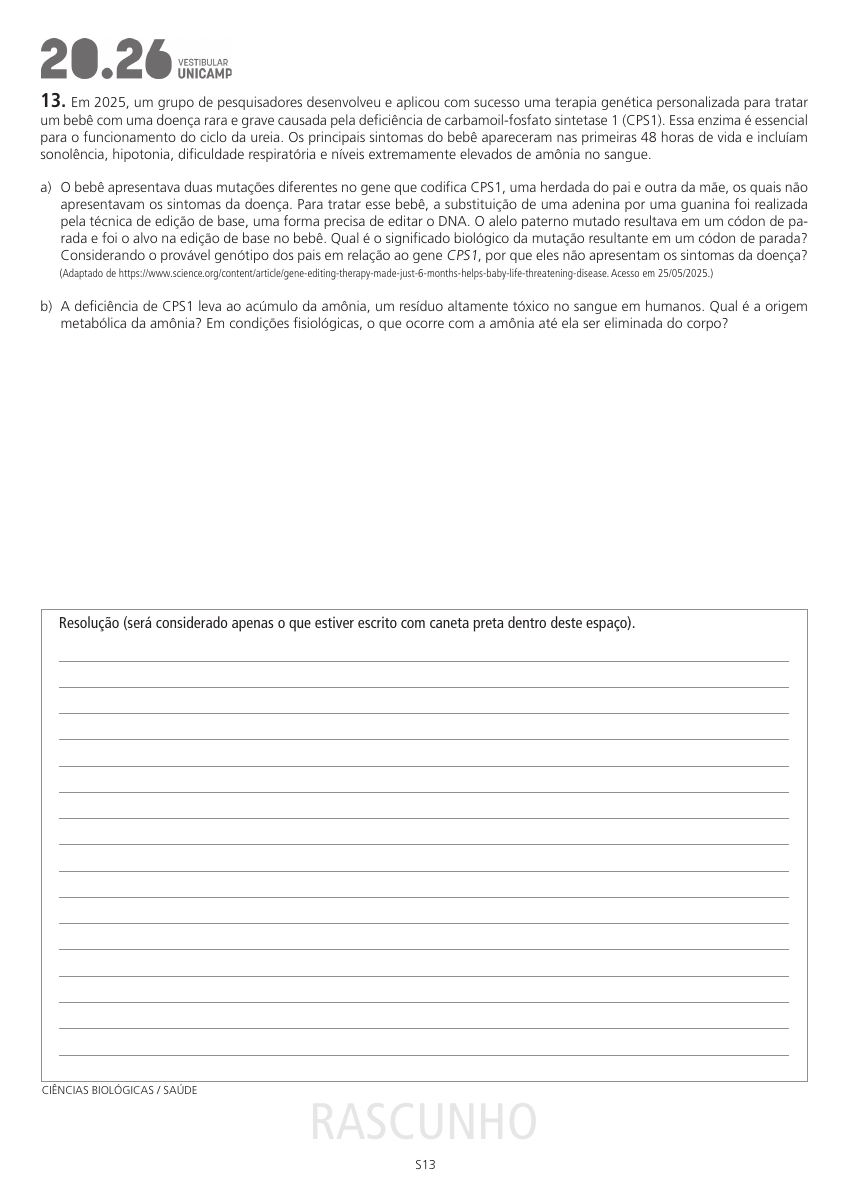 20.26 VESTIBULAR UNICAMP
13. Em 2025, um grupo de pesquisadores desenvolveu e aplicou com sucesso uma terapia genética personalizada para tratar
um bebê com uma doença rara e grave causada pela deficiência de carbamoil-fosfato sintetase 1 (CPS1). Essa enzima é essencial
para o funcionamento do ciclo da ureia. Os principais sintomas do bebê apareceram nas primeiras 48 horas de vida e incluíam
sonolência, hipotonia, dificuldade respiratória e níveis extremamente elevados de amônia no sangue.
a) O bebê apresentava duas mutações diferentes no gene que codifica CPS1, uma herdada do pai e outra da mãe, os quais não
apresentavam os sintomas da doença. Para tratar esse bebê, a substituição de uma adenina por uma guanina foi realizada
pela técnica de edição de base, uma forma precisa de editar o DNA. O alelo paterno mutado resultava em um códon de pa-
rada e foi o alvo na edição de base no bebê. Qual é o significado biológico da mutação resultante em um códon de parada?
Considerando o provável genótipo dos pais em relação ao gene CPS1, por que eles não apresentam os sintomas da doença?
(Adaptado de https://www.science.org/content/article/gene-editing-therapy-made-just-6-months-helps-baby-life-threatening-disease. Acesso em 25/05/2025.)
b) A deficiência de CPS1 leva ao acúmulo da amônia, um resíduo altamente tóxico no sangue em humanos. Qual é a origem
metabólica da amônia? Em condições fisiológicas, o que ocorre com a amônia até ela ser eliminada do corpo?
Resolução (será considerado apenas o que estiver escrito com caneta preta dentro deste espaço).
CIÊNCIAS BIOLÓGICAS / SAÚDE
RASCUNHO
S13